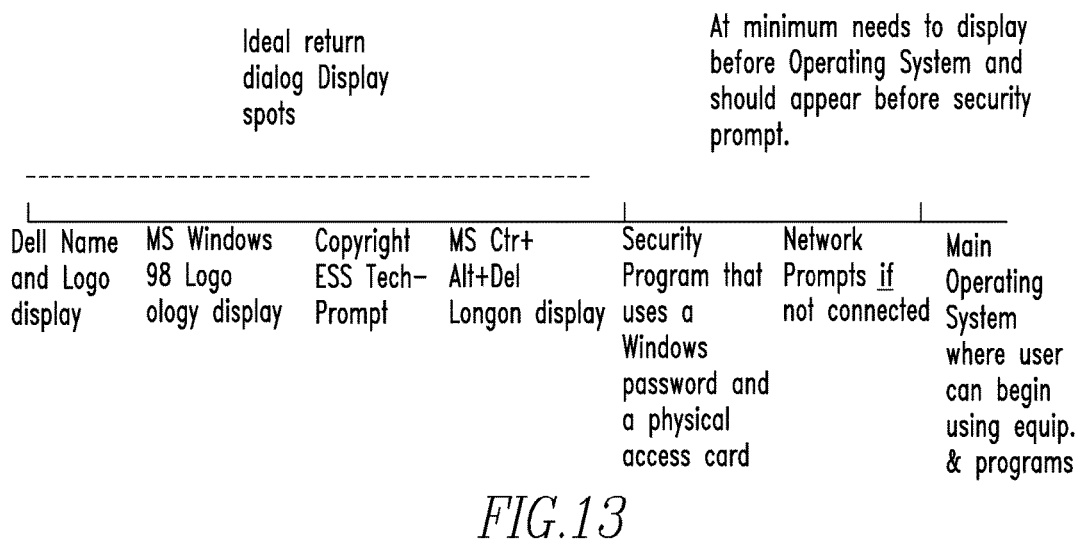 Ideal return
dialog Display
spots
At minimum needs to display
before Operating System and
should appear before security
prompt.
Dell Name
and Logo
display
MS Windows
98 Logo
ology display
Copyright
ESS Tech-
Prompt
MS Ctr+
Alt+Del
Longon display
Security
Program that
uses a
Windows
password and
a physical
access card
Network
Prompts if
not connected
Main
Operating
System
where user
can begin
using equip.
& programs
FIG.13